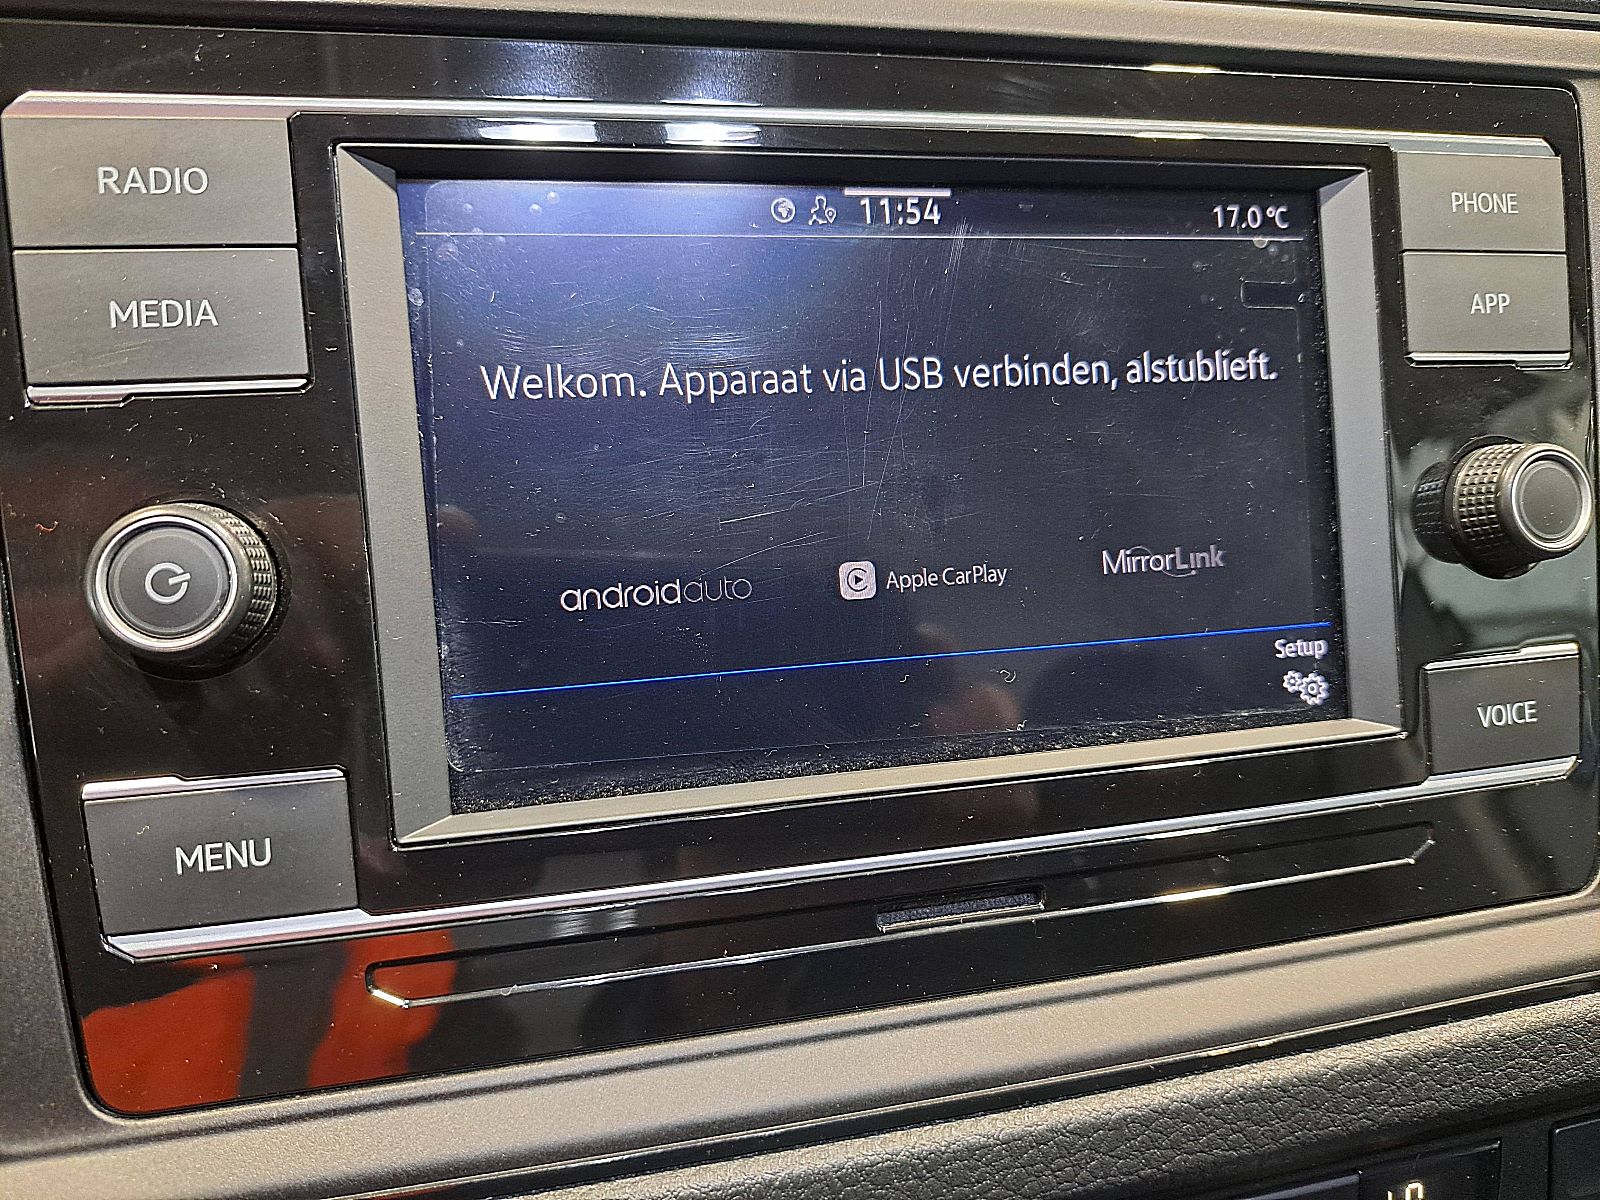 RADIO
MEDIA
MENU
11:54
17.0°C
Welkom. Apparaat via USB verbinden, alstublieft.
androidauto
Apple CarPlay
MirrorLink
Setup
PHONE
APP
VOICE